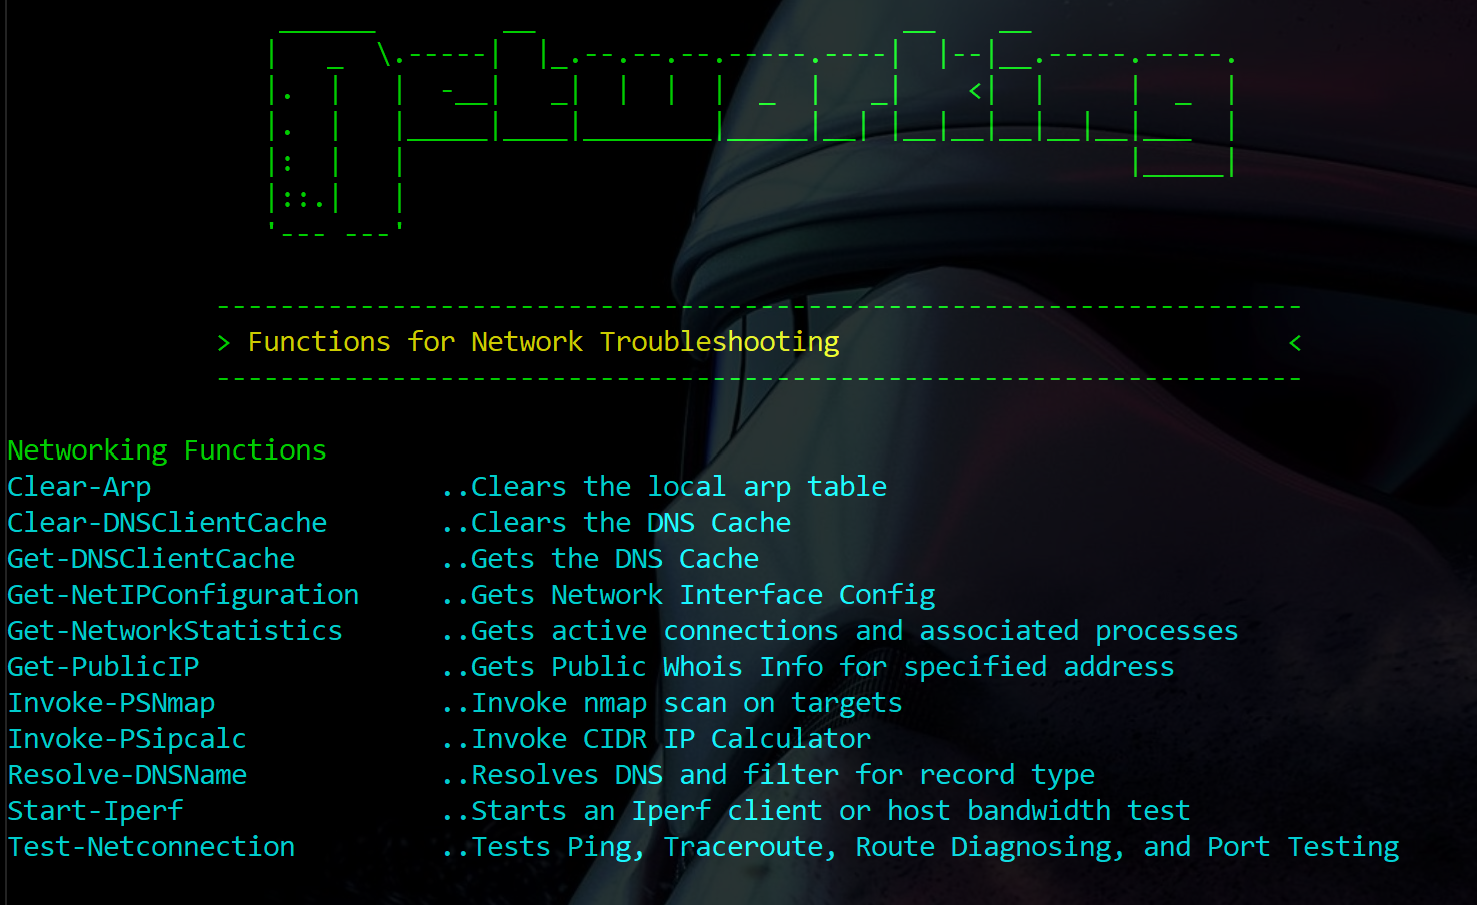 Networking
> Functions for Network Troubleshooting <
Networking Functions
Clear-Arp ..Clears the local arp table
Clear-DNSClientCache ..Clears the DNS Cache
Get-DNSClientCache ..Gets the DNS Cache
Get-NetIPConfiguration ..Gets Network Interface Config
Get-NetworkStatistics ..Gets active connections and associated processes
Get-PublicIP ..Gets Public Whois Info for specified address
Invoke-PSNmap ..Invoke nmap scan on targets
Invoke-PSipcalc ..Invoke CIDR IP Calculator
Resolve-DNSName ..Resolves DNS and filter for record type
Start-Iperf ..Starts an Iperf client or host bandwidth test
Test-Netconnection ..Tests Ping, Traceroute, Route Diagnosing, and Port Testing